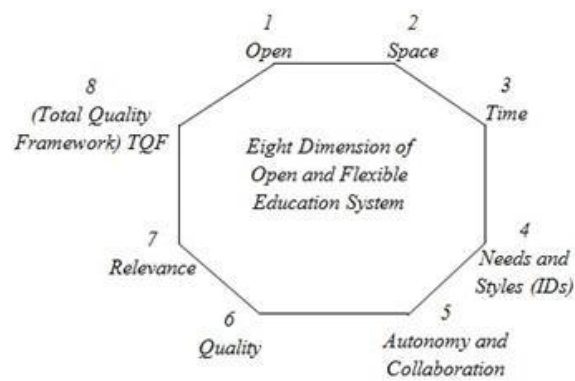 1
Open
2
Space
3
Time
4
Needs and
Styles (IDs)
5
Autonomy and
Collaboration
6
Quality
7
Relevance
8
(Total Quality
Framework) TQF
Eight Dimension of
Open and Flexible
Education System